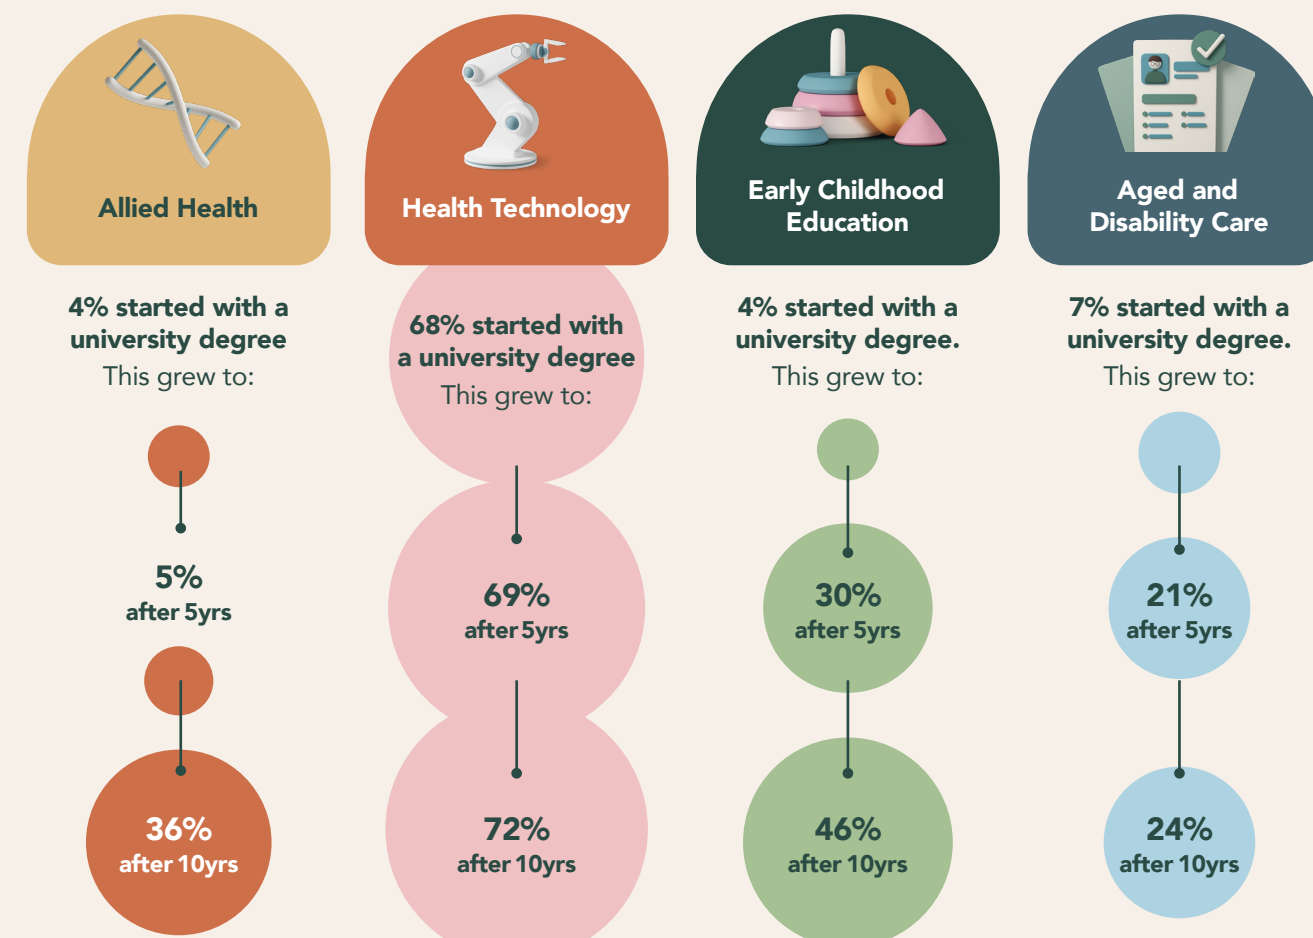 Allied Health
4% started with a
university degree
This grew to:
5%
after 5yrs
36%
after 10yrs
Health Technology
68% started with
a university degree
This grew to:
69%
after 5yrs
72%
after 10yrs
Early Childhood
Education
4% started with a
university degree.
This grew to:
30%
after 5yrs
46%
after 10yrs
Aged and
Disability Care
7% started with a
university degree.
This grew to:
21%
after 5yrs
24%
after 10yrs